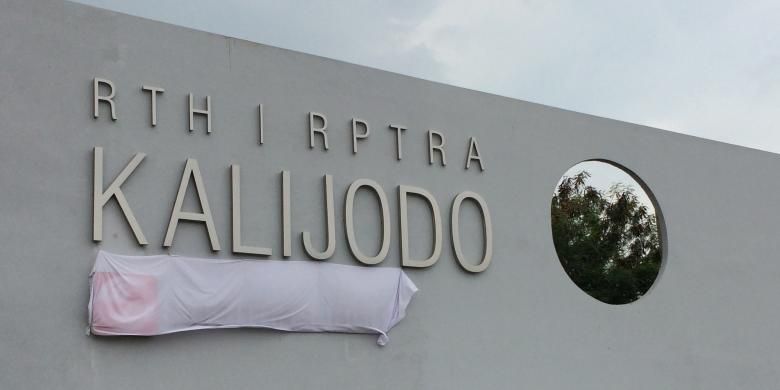 RTH | RPTRA
KALIJODO